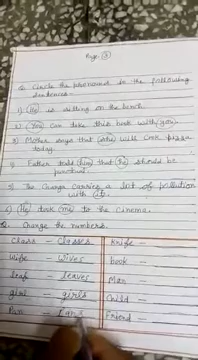 Page ③
Q. Circle the pronouns in the following
sentences:-
1) He is sitting on the bench.
2) You can take this book with you.
3) Mother says that she will cook pizza
today.
4) Father told him that he should be
punctual.
5) The Ganga carries a lot of pollution
with it.
6) He took me to the cinema.
Q. Change the numbers.
Class - Classes
Wife - Wives
leaf - leaves
girl - girls
Pen -
Knife -
book -
Man -
Child -
Friend -